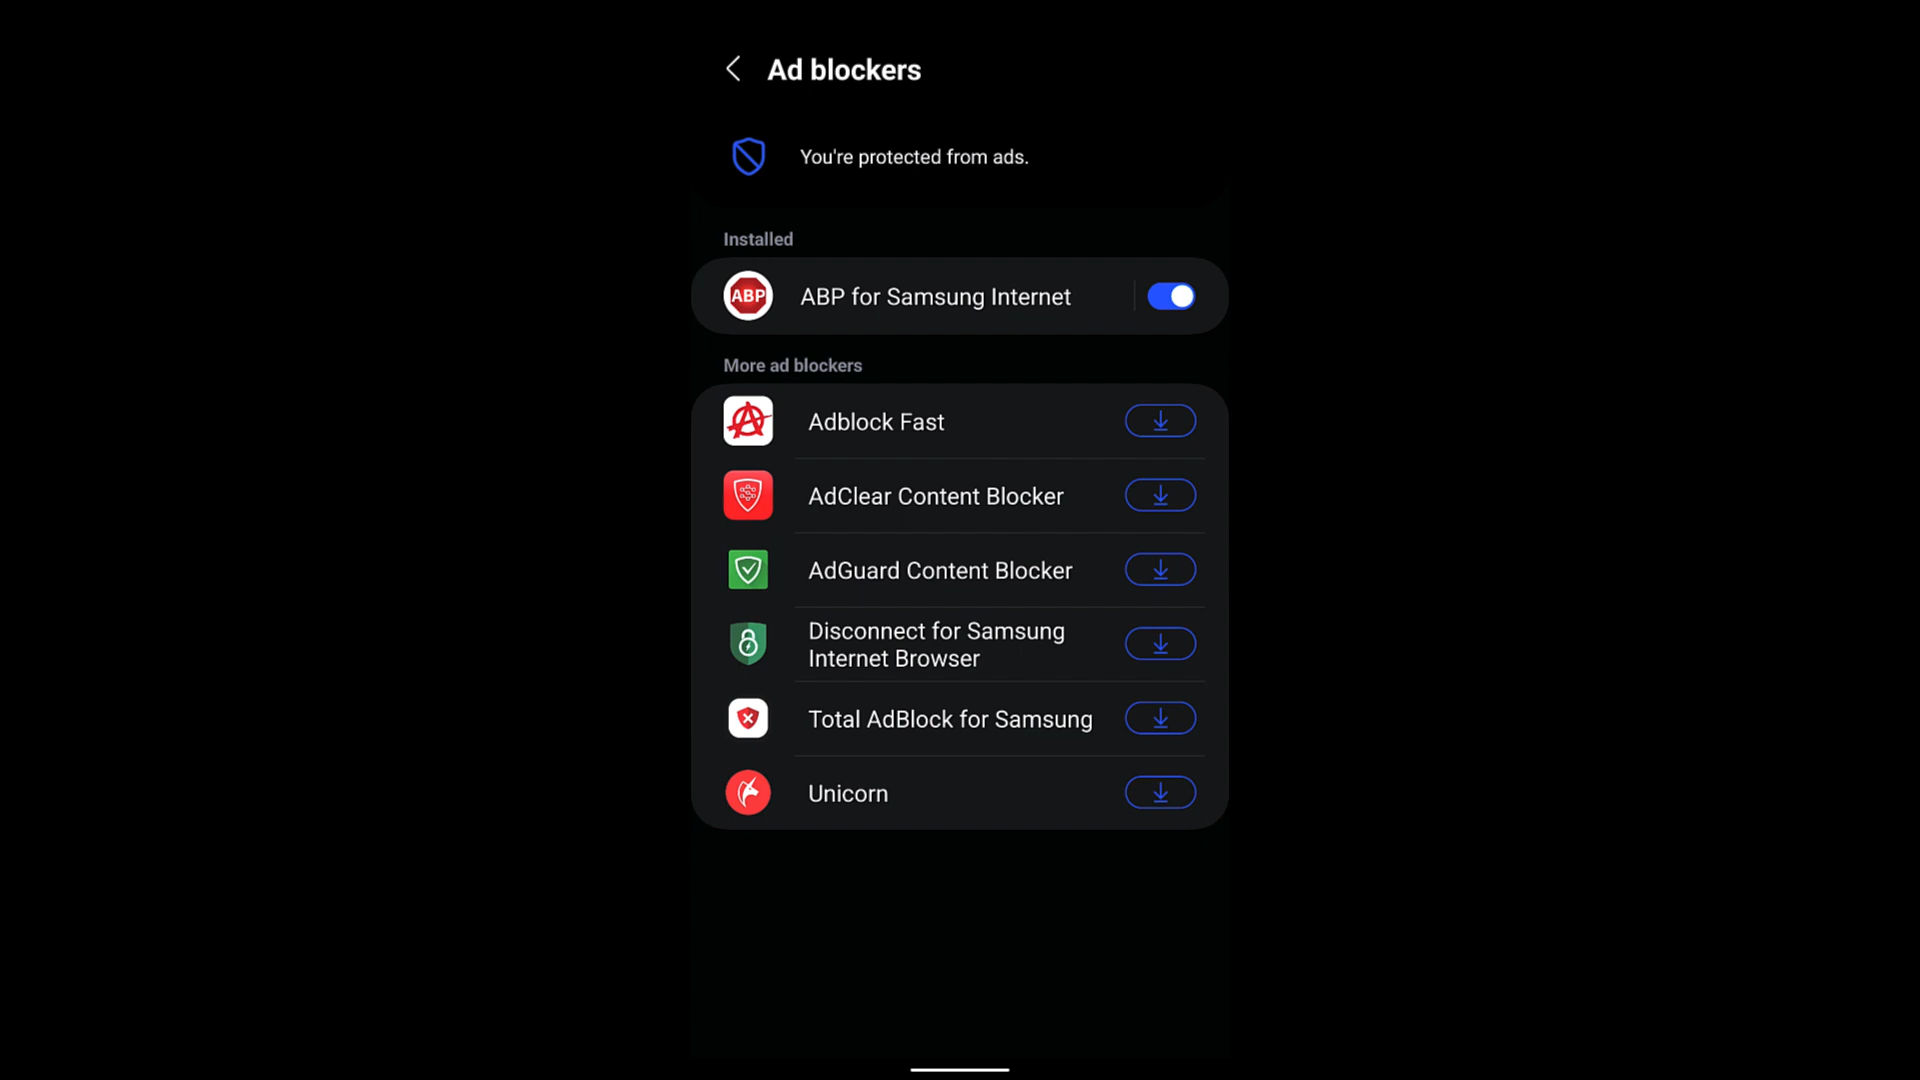 Ad blockers
You're protected from ads.
Installed
ABP
ABP for Samsung Internet
More ad blockers
Adblock Fast
AdClear Content Blocker
AdGuard Content Blocker
Disconnect for Samsung
Internet Browser
Total AdBlock for Samsung
Unicorn